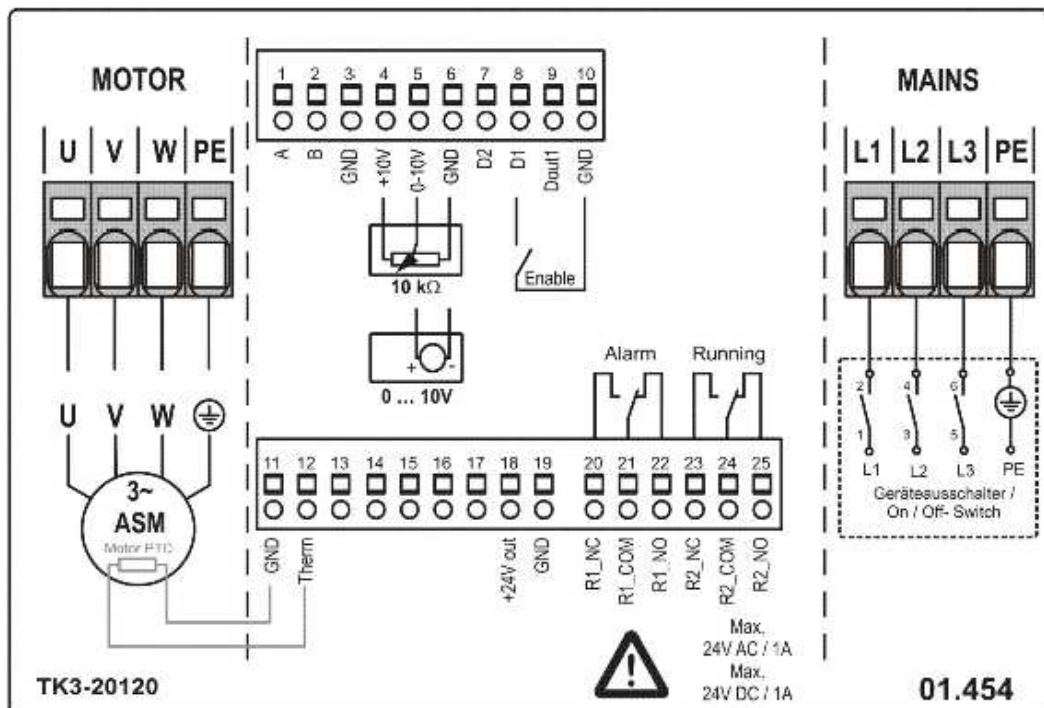 MOTOR
MAINS
1 2 3 4 5 6 7 8 9 10
U V W PE
L1 L2 L3 PE
A
B
GND
+10V
0-10V
GND
D2
D1
Dout1
GND
Enable
10 kΩ
+ -
0 ... 10V
Alarm
Running
U V W
3~
ASM
Motor PTC
2 4 6
1 3 5
L1 L2 L3 PE
Geräteausschalter /
On / Off- Switch
11 12 13 14 15 16 17 18 19 20 21 22 23 24 25
GND
Therm
+24V out
GND
R1_NC
R1_COM
R1_NO
R2_NC
R2_COM
R2_NO
!
Max.
24V AC / 1A
Max.
24V DC / 1A
TK3-20120
01.454